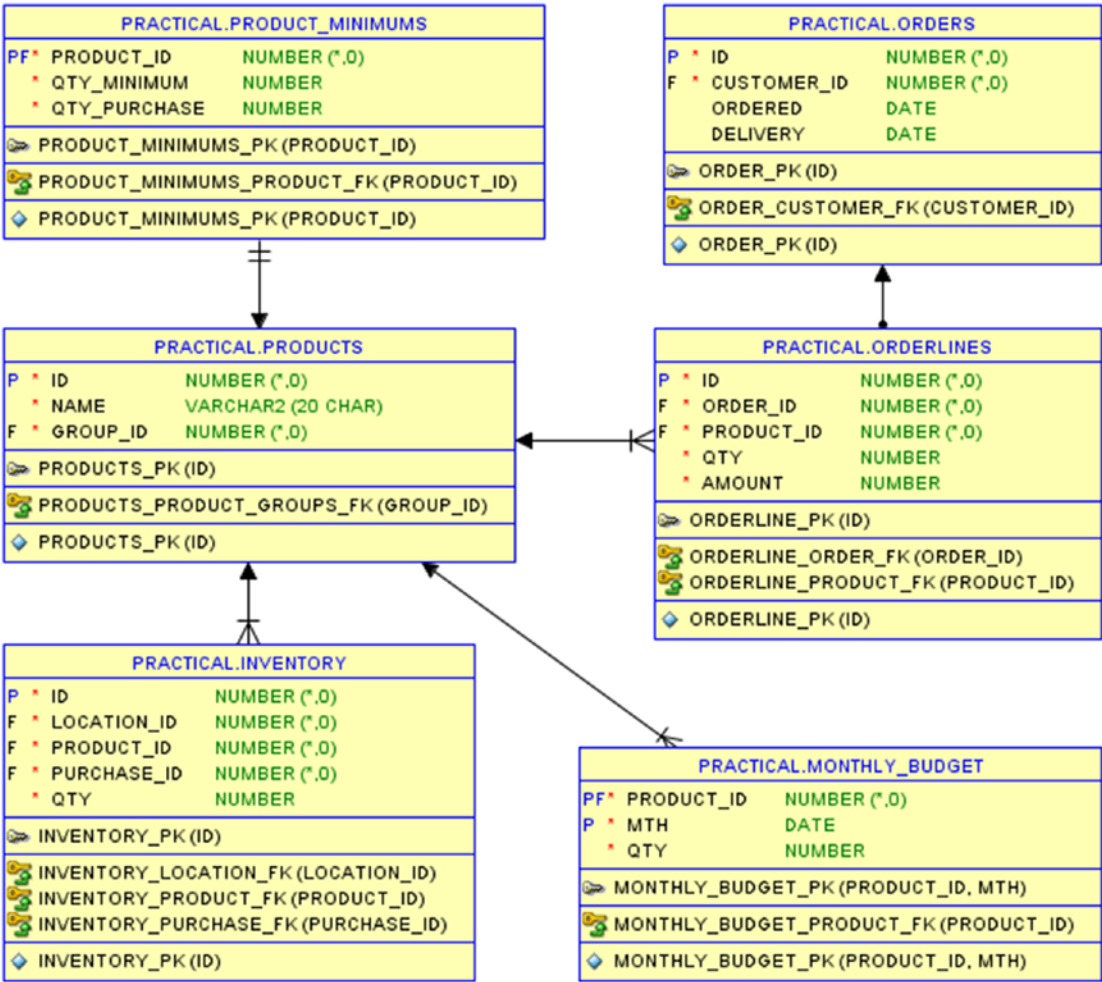 PRACTICAL.PRODUCT_MINIMUMS
PF* PRODUCT_ID NUMBER (*,0)
* QTY_MINIMUM NUMBER
* QTY_PURCHASE NUMBER
PRODUCT_MINIMUMS_PK (PRODUCT_ID)
PRODUCT_MINIMUMS_PRODUCT_FK (PRODUCT_ID)
PRODUCT_MINIMUMS_PK (PRODUCT_ID)
PRACTICAL.ORDERS
P * ID NUMBER (*,0)
F * CUSTOMER_ID NUMBER (*,0)
ORDERED DATE
DELIVERY DATE
ORDER_PK (ID)
ORDER_CUSTOMER_FK (CUSTOMER_ID)
ORDER_PK (ID)
PRACTICAL.PRODUCTS
P * ID NUMBER (*,0)
* NAME VARCHAR2 (20 CHAR)
F * GROUP_ID NUMBER (*,0)
PRODUCTS_PK (ID)
PRODUCTS_PRODUCT_GROUPS_FK (GROUP_ID)
PRODUCTS_PK (ID)
PRACTICAL.ORDERLINES
P * ID NUMBER (*,0)
F * ORDER_ID NUMBER (*,0)
F * PRODUCT_ID NUMBER (*,0)
* QTY NUMBER
* AMOUNT NUMBER
ORDERLINE_PK (ID)
ORDERLINE_ORDER_FK (ORDER_ID)
ORDERLINE_PRODUCT_FK (PRODUCT_ID)
ORDERLINE_PK (ID)
PRACTICAL.INVENTORY
P * ID NUMBER (*,0)
F * LOCATION_ID NUMBER (*,0)
F * PRODUCT_ID NUMBER (*,0)
F * PURCHASE_ID NUMBER (*,0)
* QTY NUMBER
INVENTORY_PK (ID)
INVENTORY_LOCATION_FK (LOCATION_ID)
INVENTORY_PRODUCT_FK (PRODUCT_ID)
INVENTORY_PURCHASE_FK (PURCHASE_ID)
INVENTORY_PK (ID)
PRACTICAL.MONTHLY_BUDGET
PF* PRODUCT_ID NUMBER (*,0)
P * MTH DATE
* QTY NUMBER
MONTHLY_BUDGET_PK (PRODUCT_ID, MTH)
MONTHLY_BUDGET_PRODUCT_FK (PRODUCT_ID)
MONTHLY_BUDGET_PK (PRODUCT_ID, MTH)